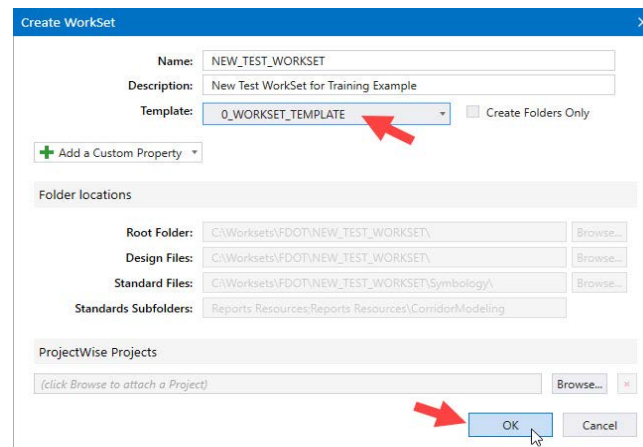 Create WorkSet
Name: NEW_TEST_WORKSET
Description: New Test WorkSet for Training Example
Template: 0_WORKSET_TEMPLATE Create Folders Only
Add a Custom Property
Folder locations
Root Folder: C:\Worksets\FDOT\NEW_TEST_WORKSET\ Browse...
Design Files: C:\Worksets\FDOT\NEW_TEST_WORKSET\ Browse...
Standard Files: C:\Worksets\FDOT\NEW_TEST_WORKSET\Symbology\ Browse...
Standards Subfolders: Reports Resources;Reports Resources\CorridorModeling
ProjectWise Projects
(click Browse to attach a Project) Browse...
OK Cancel